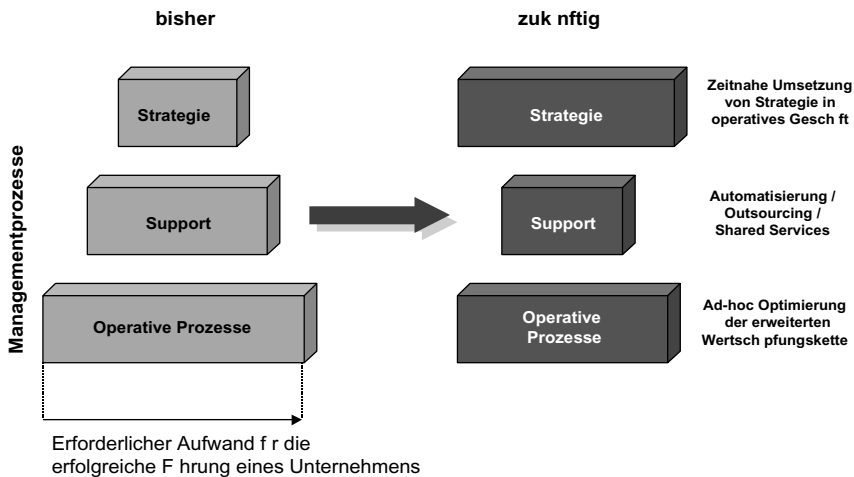 bisher
zuk nftig
Managementprozesse
Strategie
Strategie
Zeitnahe Umsetzung
von Strategie in
operatives Gesch ft
Support
Support
Automatisierung /
Outsourcing /
Shared Services
Operative Prozesse
Operative
Prozesse
Ad-hoc Optimierung
der erweiterten
Wertsch pfungskette
Erforderlicher Aufwand f r die
erfolgreiche F hrung eines Unternehmens